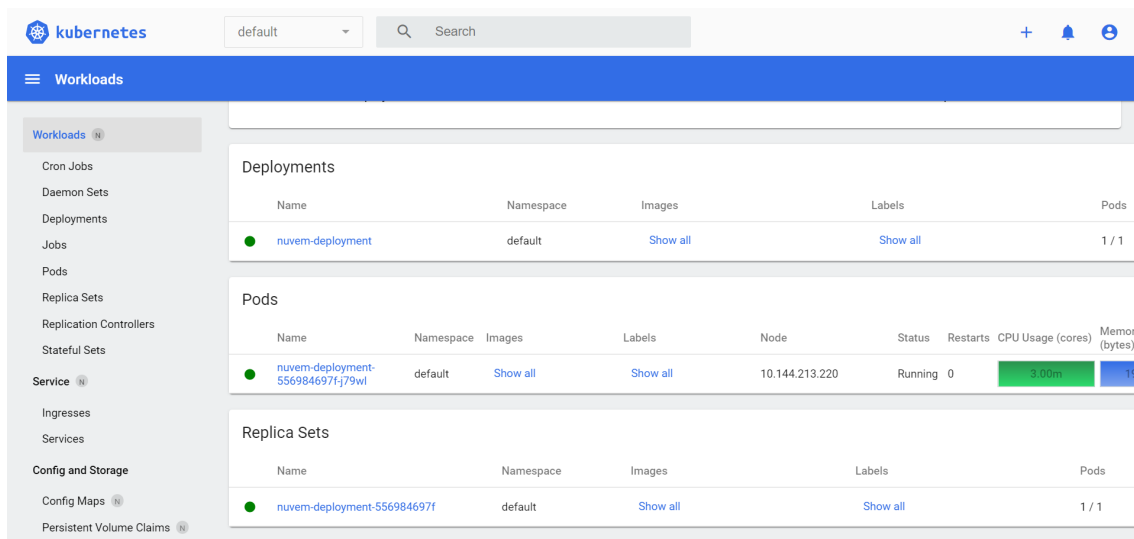 kubernetes
default
Search
Workloads
Workloads N
Cron Jobs
Daemon Sets
Deployments
Jobs
Pods
Replica Sets
Replication Controllers
Stateful Sets
Service N
Ingresses
Services
Config and Storage
Config Maps N
Persistent Volume Claims N
Deployments
Name Namespace Images Labels Pods
nuvem-deployment default Show all Show all 1 / 1
Pods
Name Namespace Images Labels Node Status Restarts CPU Usage (cores) Memor
(bytes)
nuvem-deployment-
556984697f-j79wl default Show all Show all 10.144.213.220 Running 0 3.00m
Replica Sets
Name Namespace Images Labels Pods
nuvem-deployment-556984697f default Show all Show all 1 / 1